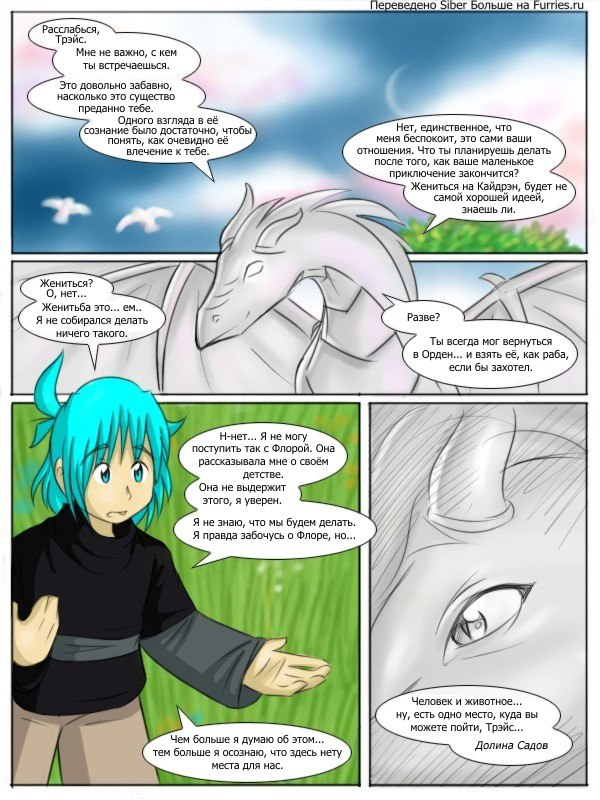 Переведено Siber Больше на Furries.ru
Расслабься,
Трэйс.
Мне не важно, с кем
ты встречаешься.
Это довольно забавно,
насколько это существо
преданно тебе.
Одного взгляда в её
сознание было достаточно, чтобы
понять, как очевидно её
влечение к тебе.
Нет, единственное, что
меня беспокоит, это сами ваши
отношения. Что ты планируешь делать
после того, как ваше маленькое
приключение закончится?
Жениться на Кайдрэн, будет не
самой хорошей идеей,
знаешь ли.
Жениться?
О, нет...
Женитьба это... ем..
Я не собирался делать
ничего такого.
Разве?
Ты всегда мог вернуться
в Орден... и взять её, как раба,
если бы захотел.
Н-нет... Я не могу
поступить так с Флорой. Она
рассказывала мне о своём
детстве.
Она не выдержит
этого, я уверен.
Я не знаю, что мы будем делать.
Я правда забочусь о Флоре, но...
Чем больше я думаю об этом...
тем больше я осознаю, что здесь нету
места для нас.
Человек и животное...
ну, есть одно место, куда вы
можете пойти, Трэйс...
Долина Садов